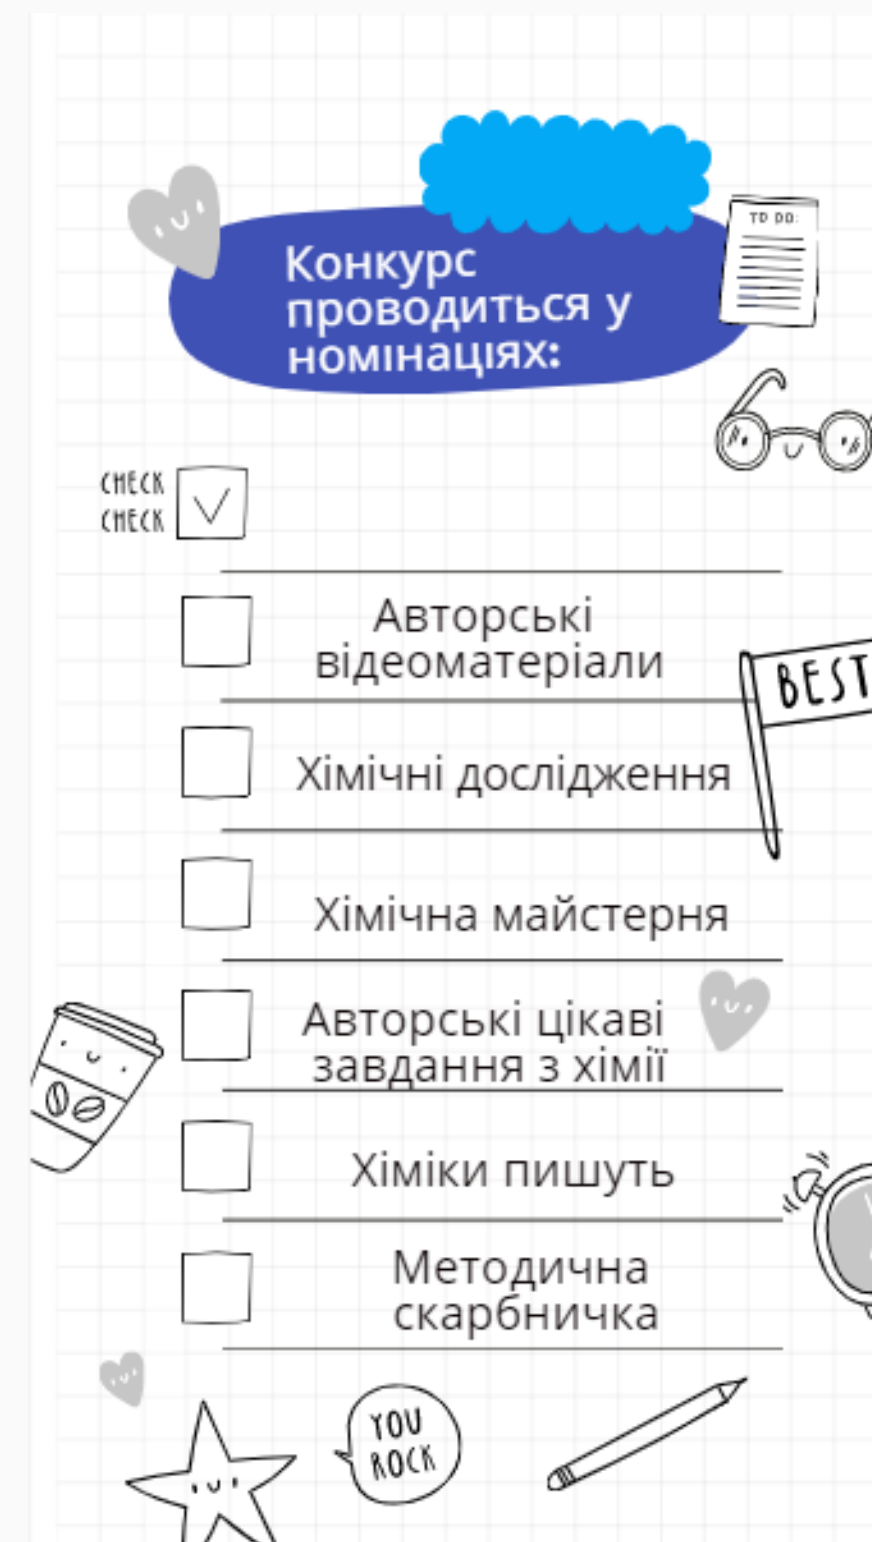 TO DO:
Конкурс
проводиться у
номінаціях:
CHECK
CHECK
Авторські
відеоматеріали
BEST
Хімічні дослідження
Хімічна майстерня
Авторські цікаві
завдання з хімії
Хіміки пишуть
Методична
скарбничка
YOU
ROCK